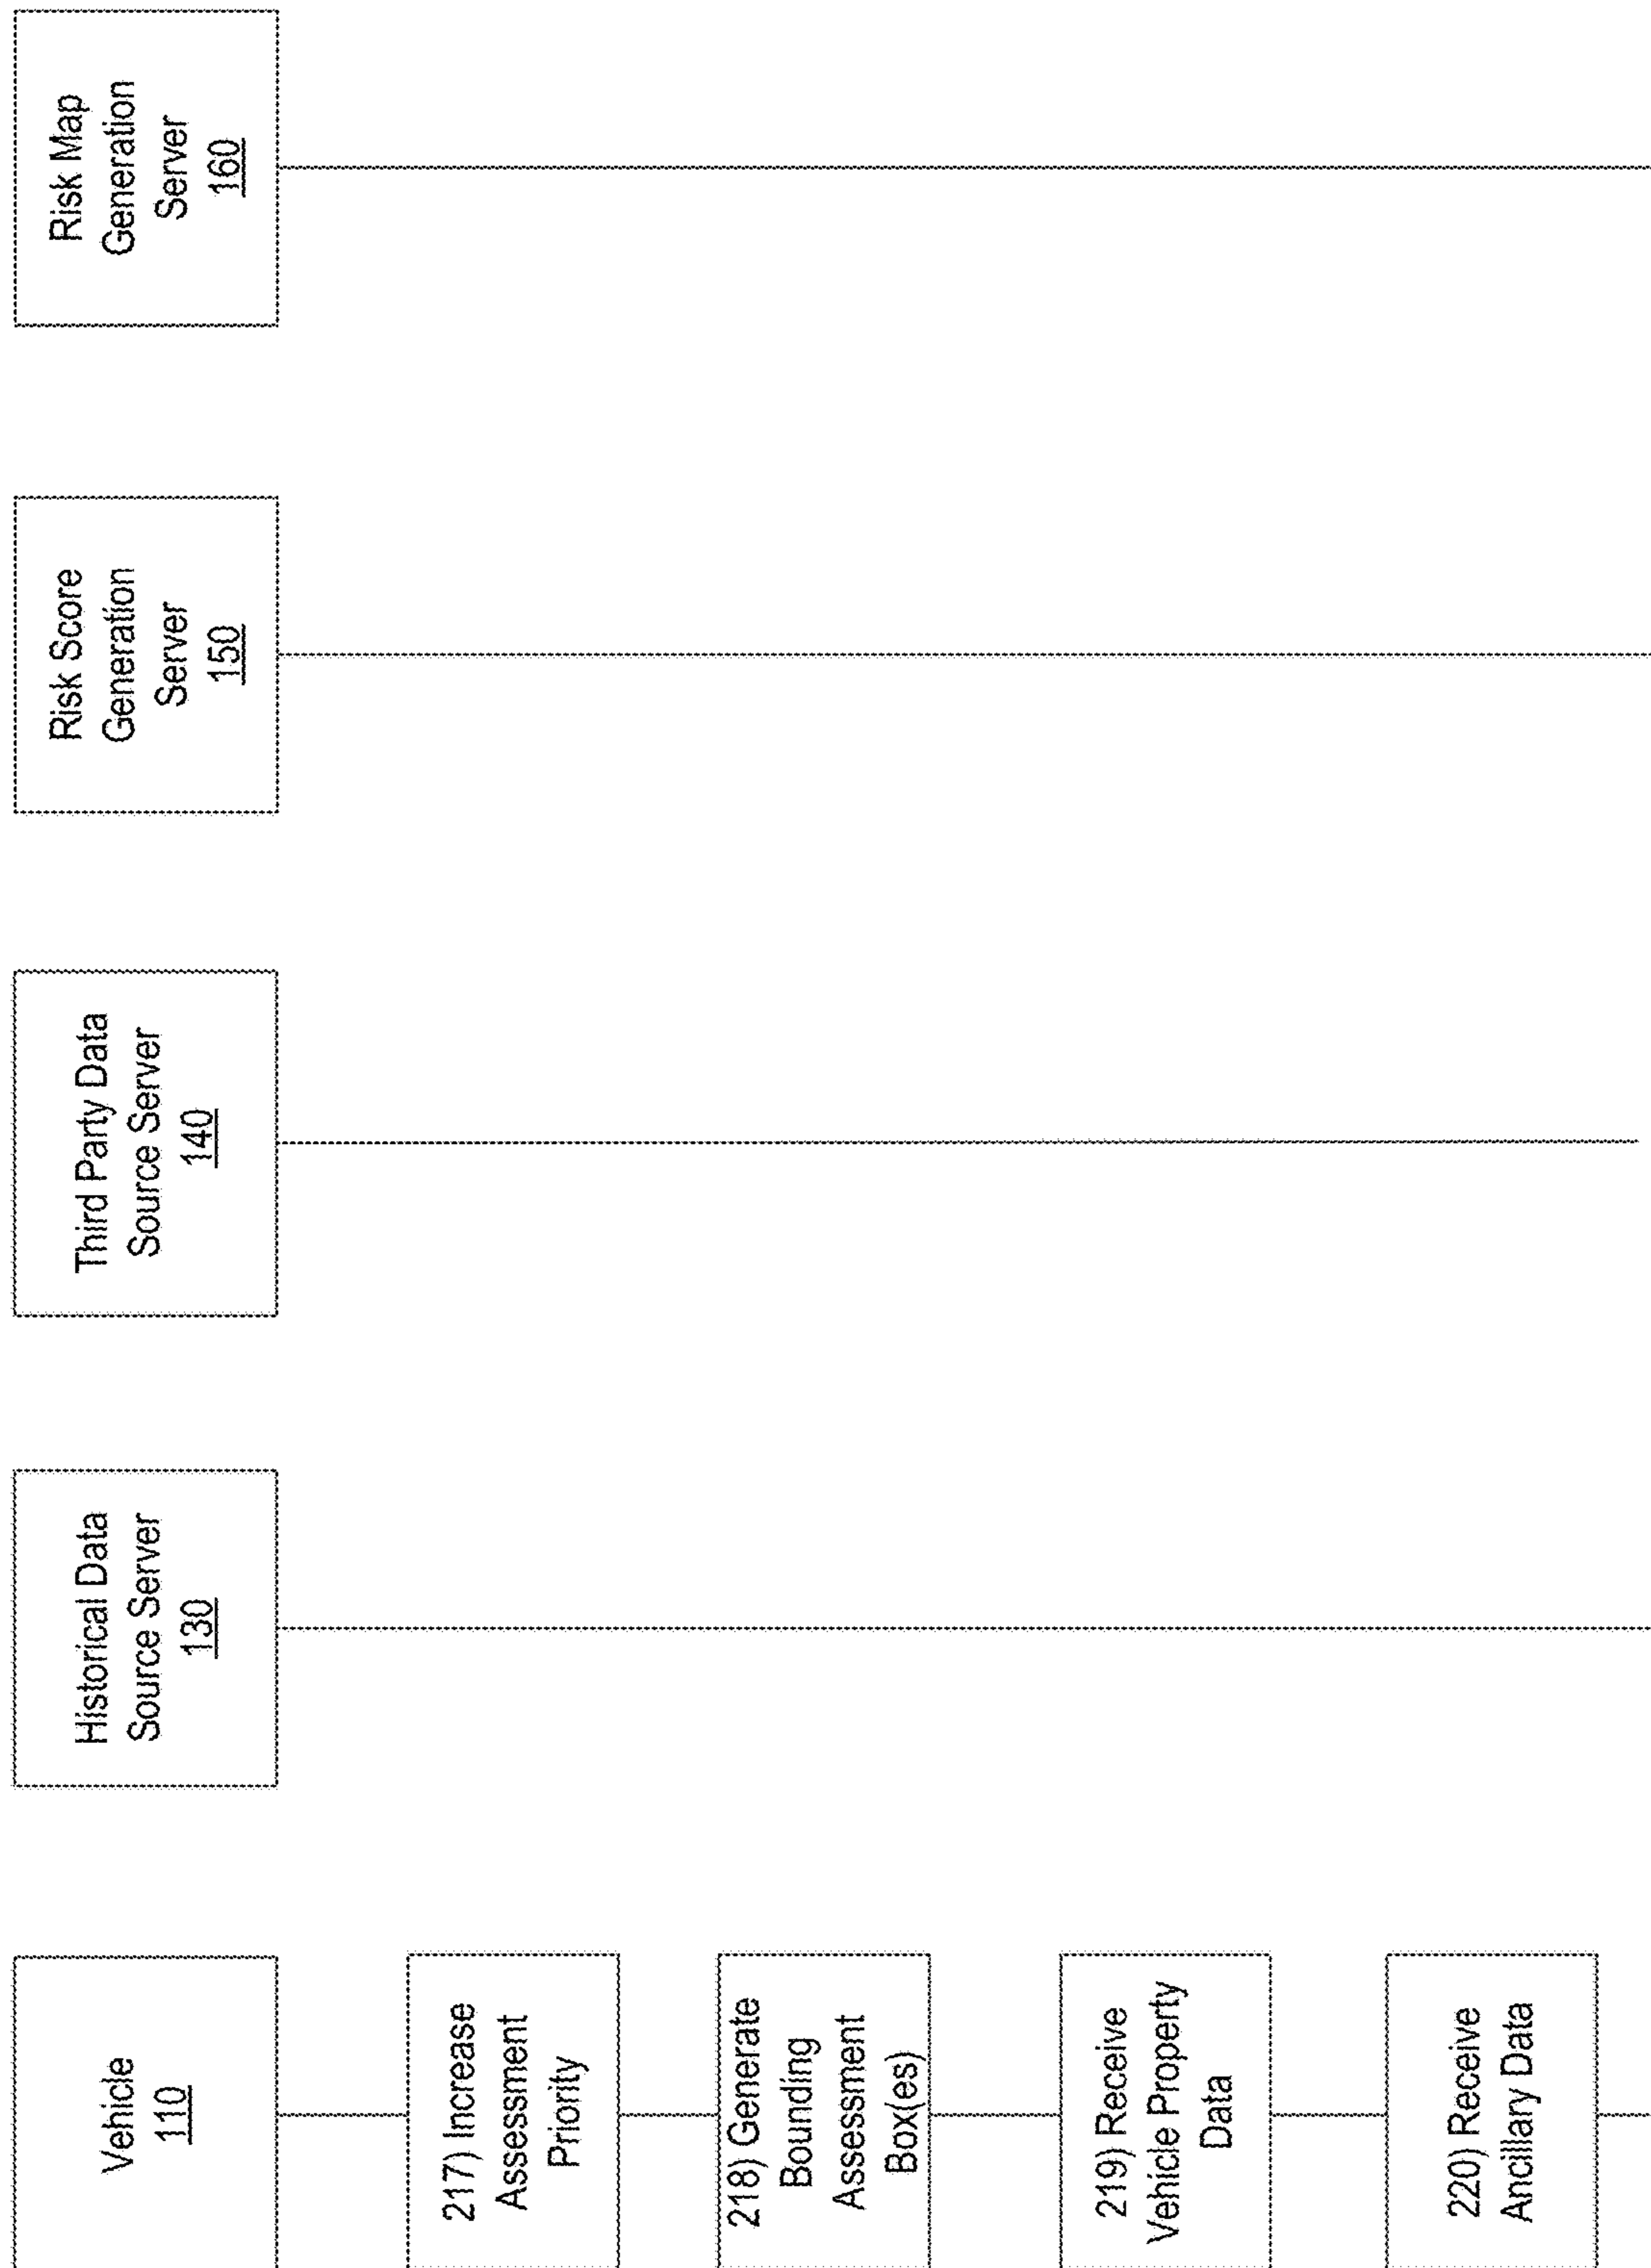 Vehicle
110
Historical Data
Source Server
130
Third Party Data
Source Server
140
Risk Score
Generation
Server
150
Risk Map
Generation
Server
160
217) Increase
Assessment
Priority
218) Generate
Bounding
Assessment
Box(es)
219) Receive
Vehicle Property
Data
220) Receive
Ancillary Data